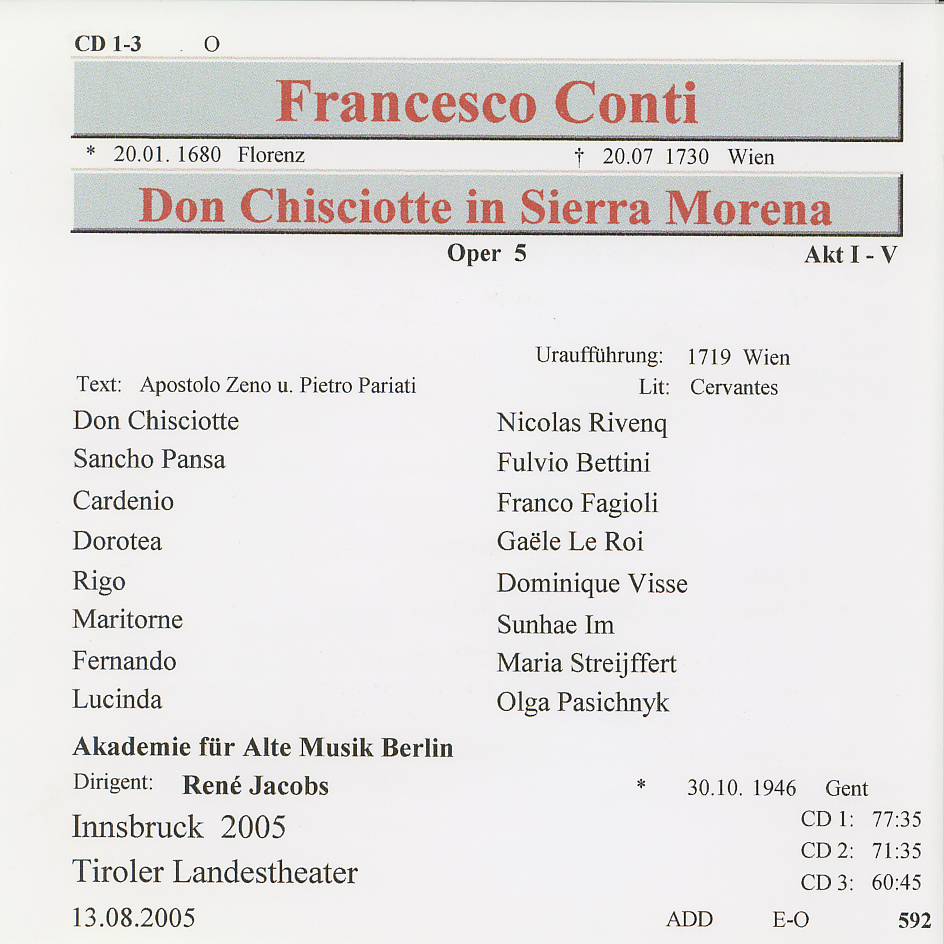 CD 1-3 . O
Francesco Conti
* 20.01. 1680 Florenz † 20.07 1730 Wien
Don Chisciotte in Sierra Morena
Oper 5 Akt I - V
Uraufführung: 1719 Wien
Text: Apostolo Zeno u. Pietro Pariati Lit: Cervantes
Don Chisciotte Nicolas Rivenq
Sancho Pansa Fulvio Bettini
Cardenio Franco Fagioli
Dorotea Gaële Le Roi
Rigo Dominique Visse
Maritorne Sunhae Im
Fernando Maria Streijffert
Lucinda Olga Pasichnyk
Akademie für Alte Musik Berlin
Dirigent: René Jacobs * 30.10. 1946 Gent
Innsbruck 2005 CD 1: 77:35
CD 2: 71:35
Tiroler Landestheater CD 3: 60:45
13.08.2005 ADD E-O 592